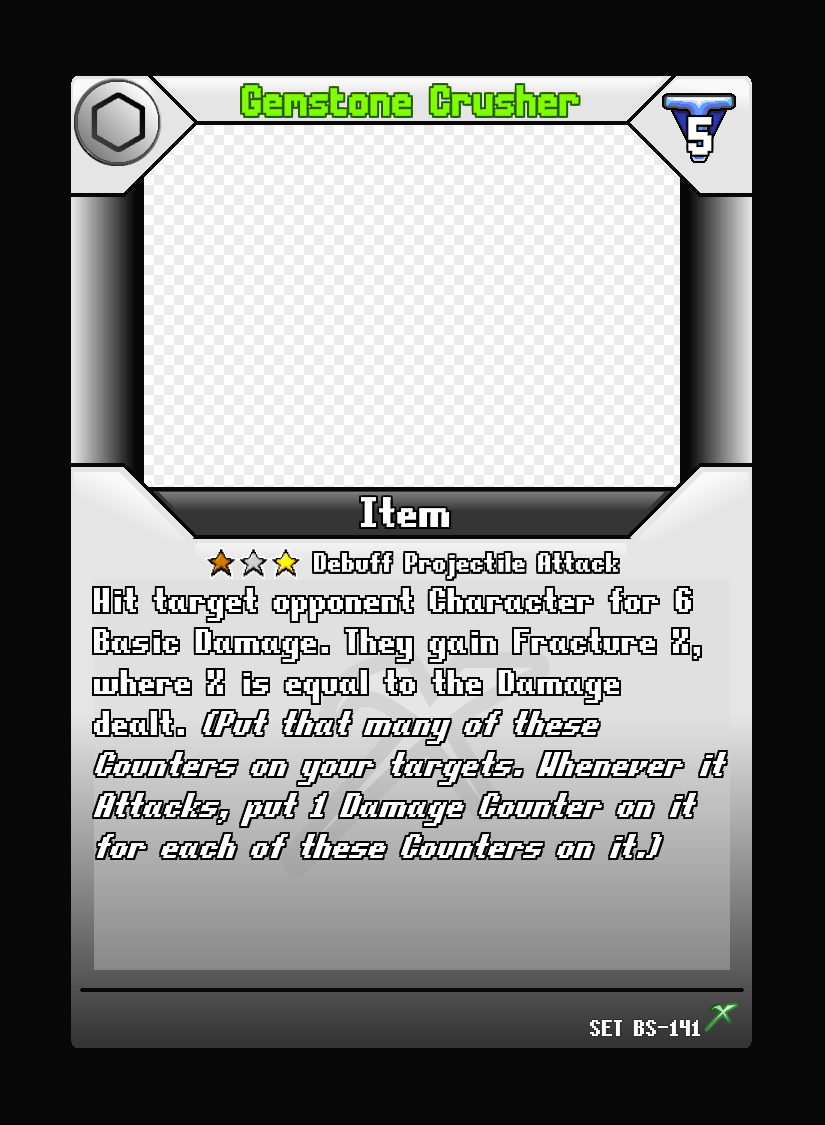 Gemstone Crusher
5
Item
Debuff Projectile Attack
Hit target opponent Character for 6
Basic Damage. They gain Fracture X,
where X is equal to the Damage
dealt. (Put that many of these
Counters on your targets. Whenever it
Attacks, put 1 Damage Counter on it
for each of these Counters on it.)
SET BS-141